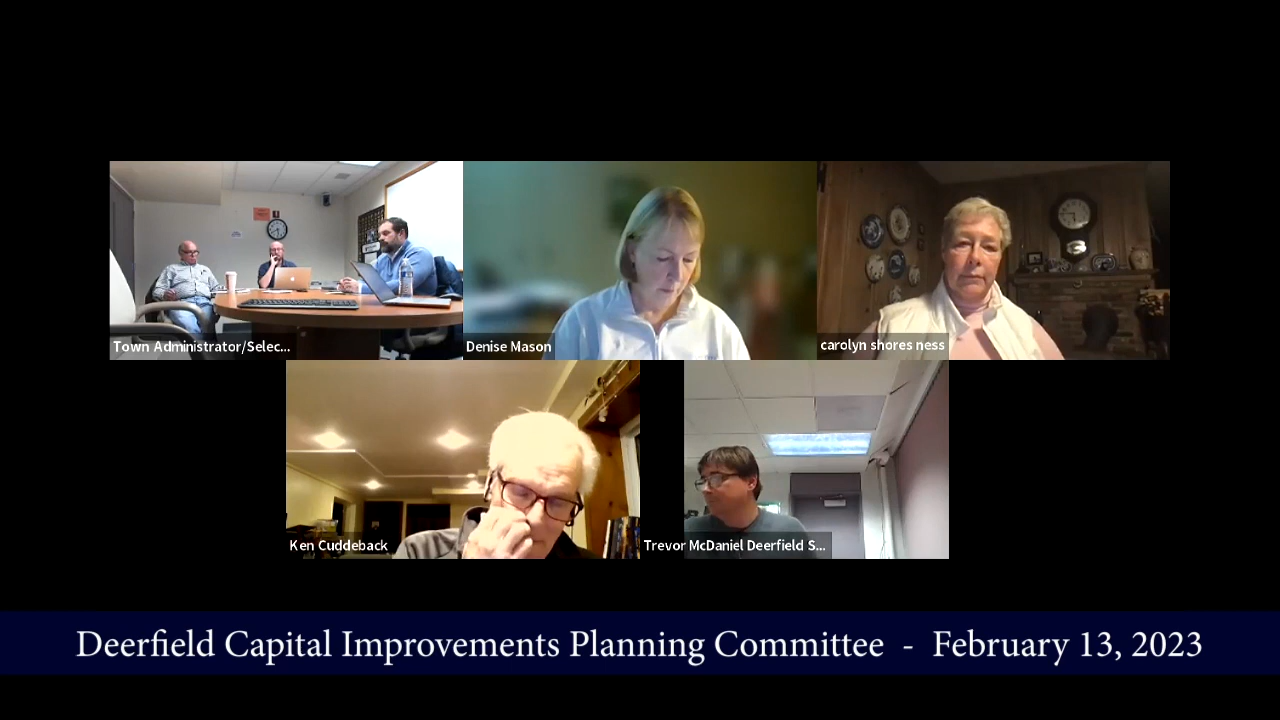 Town Administrator/Selec...
Denise Mason
carolyn shores ness
Ken Cuddeback
Trevor McDaniel Deerfield S...
Deerfield Capital Improvements Planning Committee - February 13, 2023